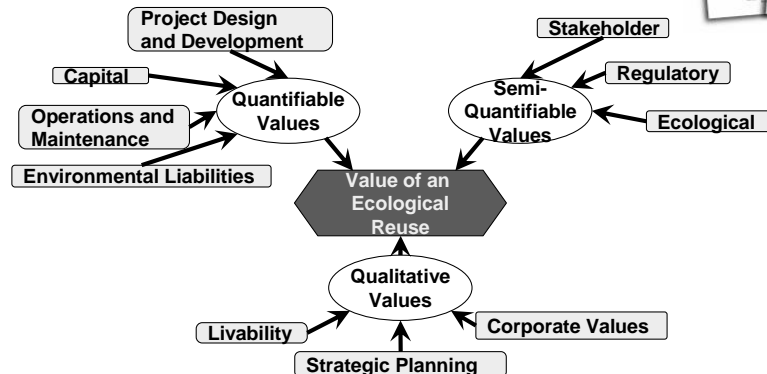 Project Design
and Development
Capital
Operations and
Maintenance
Environmental Liabilities
Quantifiable
Values
Stakeholder
Regulatory
Ecological
Semi-
Quantifiable
Values
Value of an
Ecological
Reuse
Qualitative
Values
Livability
Strategic Planning
Corporate Values